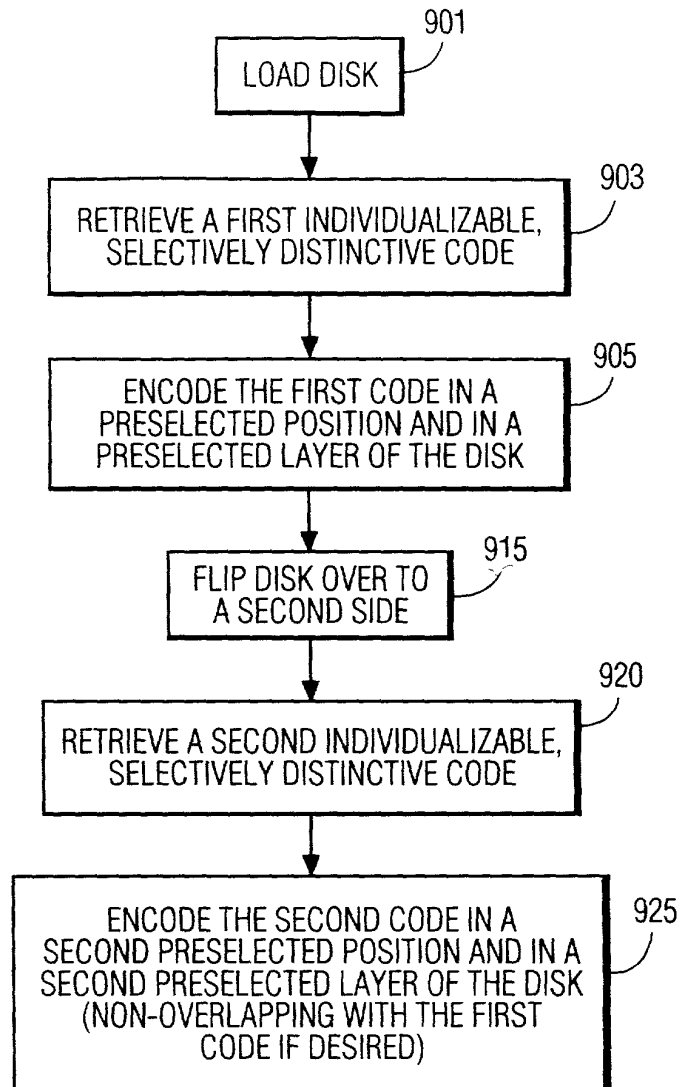 901
LOAD DISK
903
RETRIEVE A FIRST INDIVIDUALIZABLE,
SELECTIVELY DISTINCTIVE CODE
905
ENCODE THE FIRST CODE IN A
PRESELECTED POSITION AND IN A
PRESELECTED LAYER OF THE DISK
915
FLIP DISK OVER TO
A SECOND SIDE
920
RETRIEVE A SECOND INDIVIDUALIZABLE,
SELECTIVELY DISTINCTIVE CODE
925
ENCODE THE SECOND CODE IN A
SECOND PRESELECTED POSITION AND IN A
SECOND PRESELECTED LAYER OF THE DISK
(NON-OVERLAPPING WITH THE FIRST
CODE IF DESIRED)